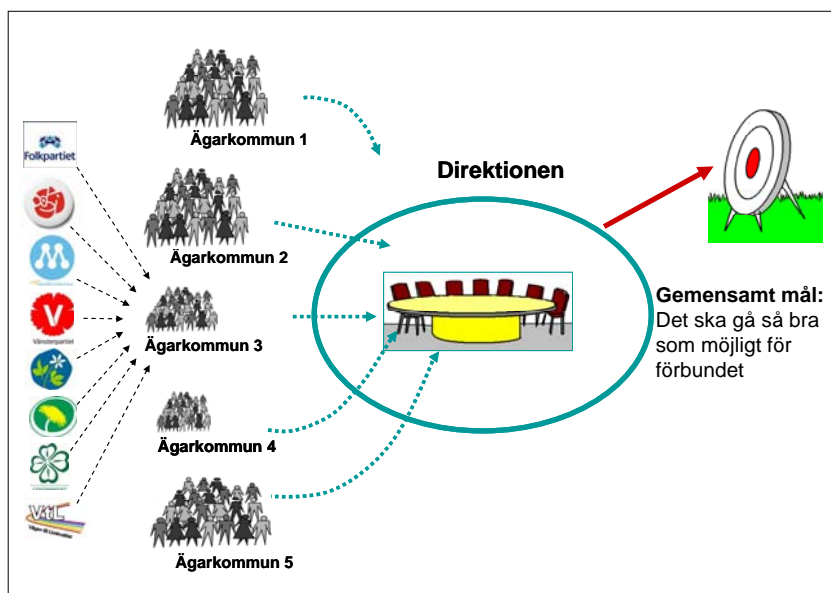 Ägarkommun 1
Folkpartiet
Direktionen
Ägarkommun 2
Gemensamt mål:
Det ska gå så bra
som möjligt för
förbundet
V
Vänsterpartiet
Ägarkommun 3
Ägarkommun 4
VtiL
Ägarkommun 5